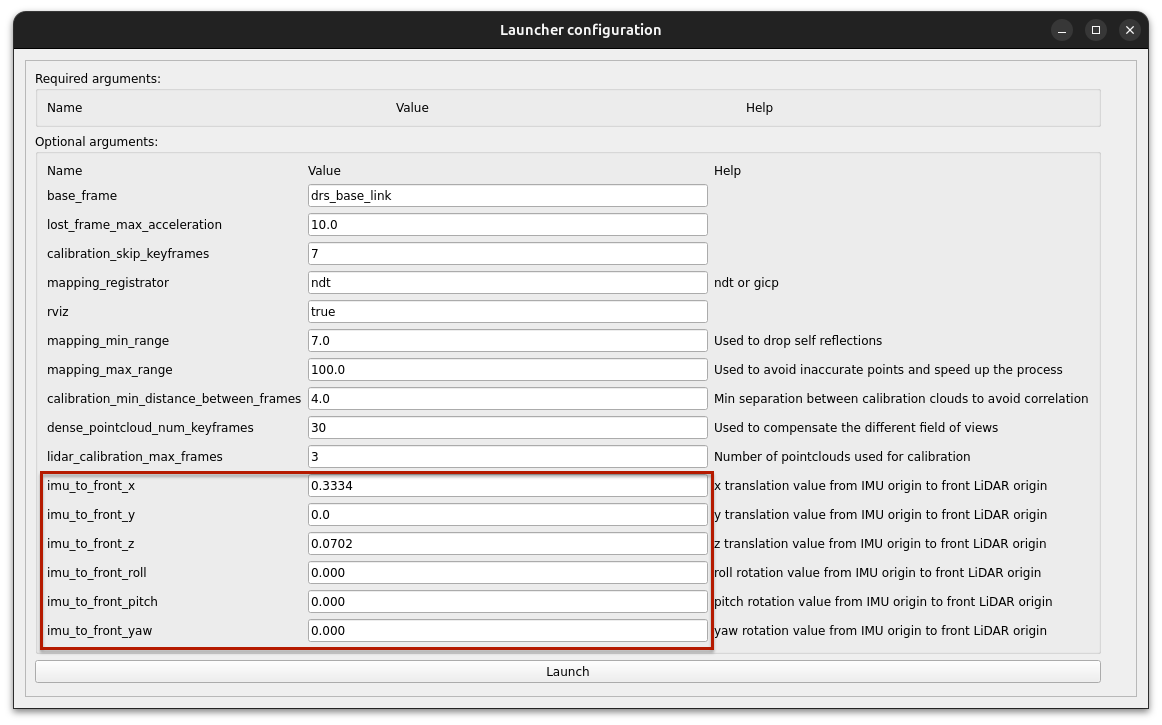 Launcher configuration
Required arguments:
Name Value Help
Optional arguments:
Name Value Help
base_frame drs_base_link
lost_frame_max_acceleration 10.0
calibration_skip_keyframes 7
mapping_registrator ndt ndt or gicp
rviz true
mapping_min_range 7.0 Used to drop self reflections
mapping_max_range 100.0 Used to avoid inaccurate points and speed up the process
calibration_min_distance_between_frames 4.0 Min separation between calibration clouds to avoid correlation
dense_pointcloud_num_keyframes 30 Used to compensate the different field of views
lidar_calibration_max_frames 3 Number of pointclouds used for calibration
imu_to_front_x 0.3334 x translation value from IMU origin to front LiDAR origin
imu_to_front_y 0.0 y translation value from IMU origin to front LiDAR origin
imu_to_front_z 0.0702 z translation value from IMU origin to front LiDAR origin
imu_to_front_roll 0.000 roll rotation value from IMU origin to front LiDAR origin
imu_to_front_pitch 0.000 pitch rotation value from IMU origin to front LiDAR origin
imu_to_front_yaw 0.000 yaw rotation value from IMU origin to front LiDAR origin
Launch